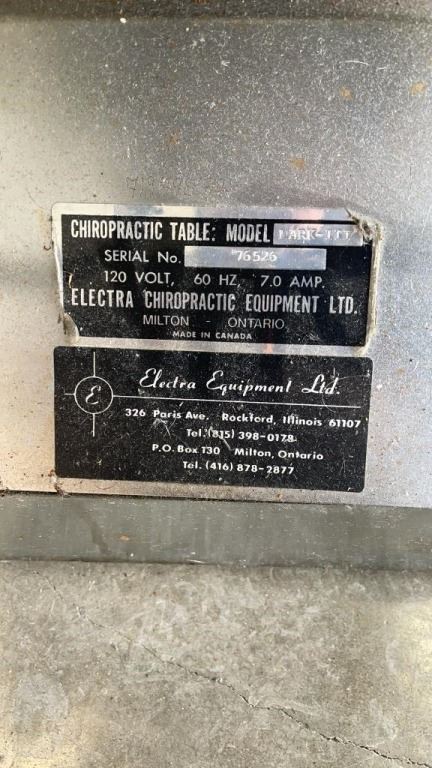 CHIROPRACTIC TABLE: MODEL MARK-III
SERIAL No. 76526
120 VOLT, 60 HZ, 7.0 AMP.
ELECTRA CHIROPRACTIC EQUIPMENT LTD.
MILTON - ONTARIO
MADE IN CANADA
E Electra Equipment Ltd.
326 Paris Ave. Rockford, Illinois 61107
Tel. (815) 398-0178
P.O. Box 130 Milton, Ontario
Tel. (416) 878-2877